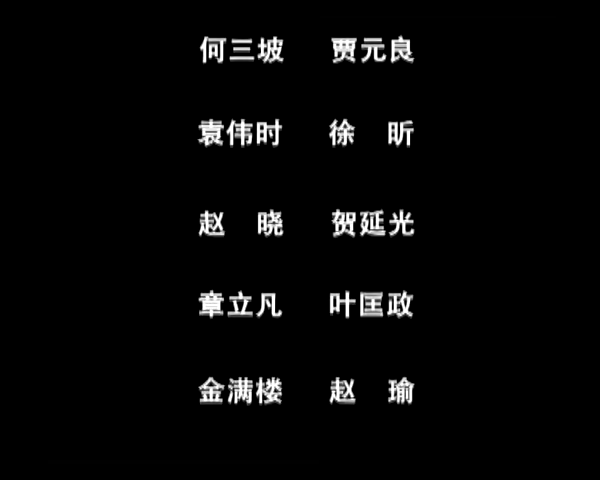 何三坡 贾元良
袁伟时 徐 昕
赵 晓 贺延光
章立凡 叶匡政
金满楼 赵 瑜